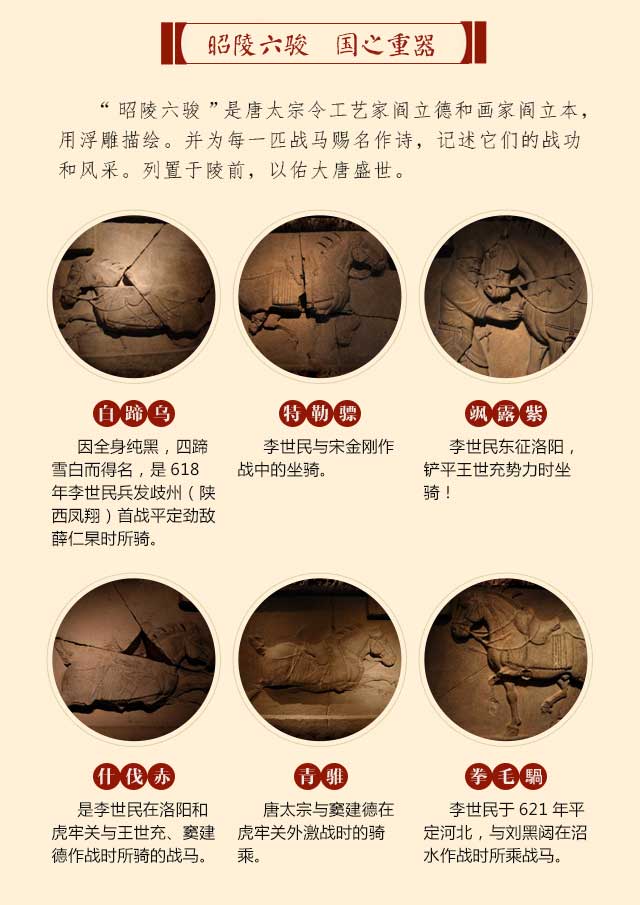 昭陵六骏 国之重器
“昭陵六骏”是唐太宗令工艺家阎立德和画家阎立本，
用浮雕描绘。并为每一匹战马赐名作诗，记述它们的战功
和风采。列置于陵前，以佑大唐盛世。
白蹄乌
因全身纯黑，四蹄
雪白而得名，是 618
年李世民兵发歧州（陕
西凤翔）首战平定劲敌
薛仁杲时所骑。
特勒骠
李世民与宋金刚作
战中的坐骑。
飒露紫
李世民东征洛阳，
铲平王世充势力时坐
骑！
什伐赤
是李世民在洛阳和
虎牢关与王世充、窦建
德作战时所骑的战马。
青骓
唐太宗与窦建德在
虎牢关外激战时的骑
乘。
拳毛騧
李世民于 621 年平
定河北，与刘黑闼在沼
水作战时所乘战马。